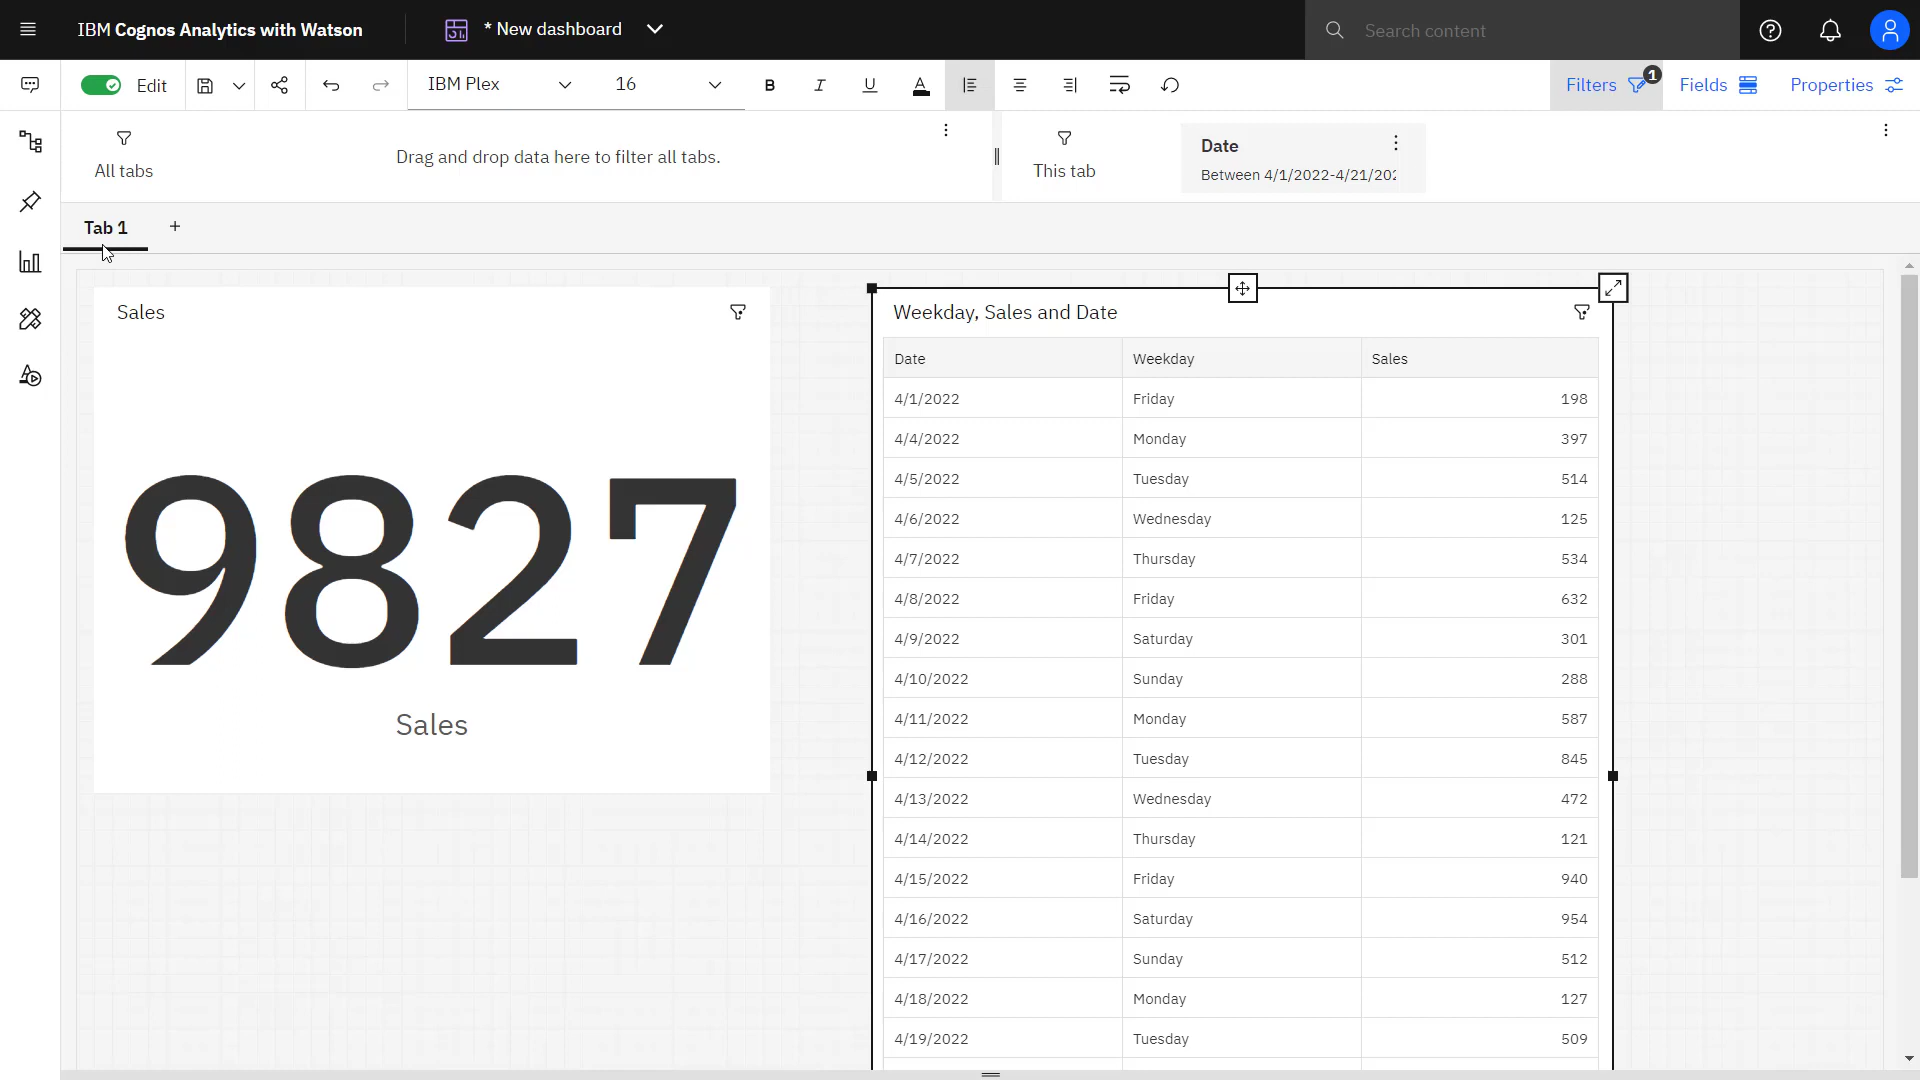 IBM Cognos Analytics with Watson
* New dashboard
Search content
Edit
IBM Plex
16
B
I
U
A
Filters
1
Fields
Properties
All tabs
Drag and drop data here to filter all tabs.
This tab
Date
Between 4/1/2022-4/21/202
Tab 1
+
Sales
9827
Sales
Weekday, Sales and Date
Date Weekday Sales
4/1/2022 Friday 198
4/4/2022 Monday 397
4/5/2022 Tuesday 514
4/6/2022 Wednesday 125
4/7/2022 Thursday 534
4/8/2022 Friday 632
4/9/2022 Saturday 301
4/10/2022 Sunday 288
4/11/2022 Monday 587
4/12/2022 Tuesday 845
4/13/2022 Wednesday 472
4/14/2022 Thursday 121
4/15/2022 Friday 940
4/16/2022 Saturday 954
4/17/2022 Sunday 512
4/18/2022 Monday 127
4/19/2022 Tuesday 509